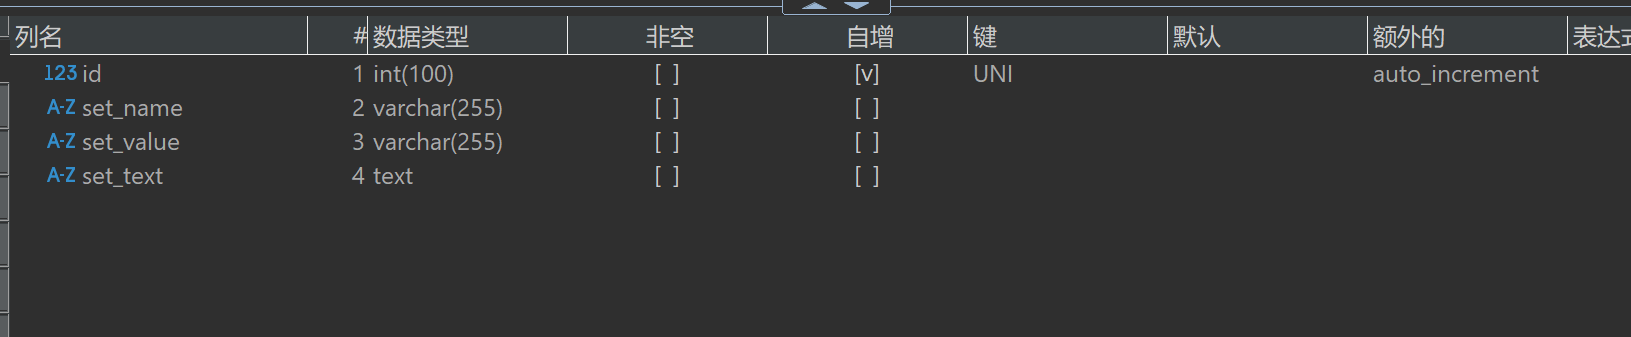 列名 # 数据类型 非空 自增 键 默认 额外的 表达式
123 id 1 int(100) [ ] [v] UNI auto_increment
A-Z set_name 2 varchar(255) [ ] [ ]
A-Z set_value 3 varchar(255) [ ] [ ]
A-Z set_text 4 text [ ] [ ]